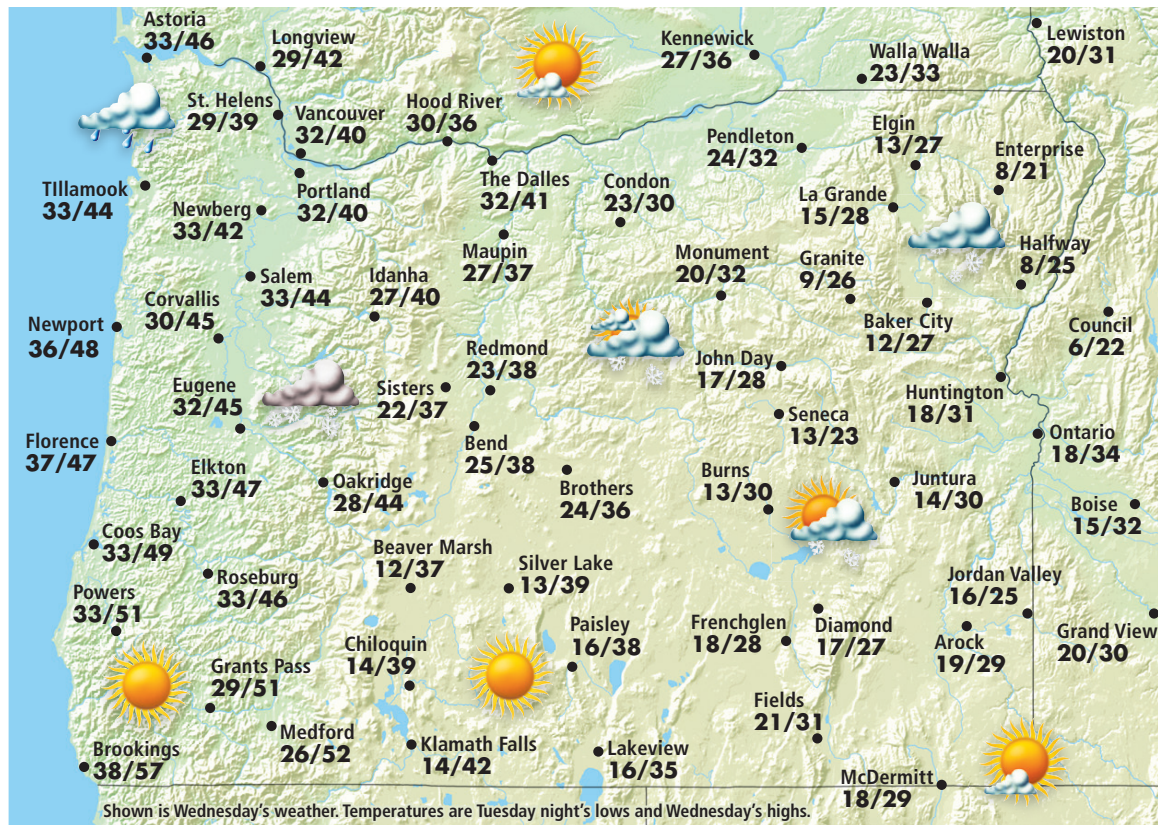 Astoria
33/46
Longview
29/42
Kennewick
27/36
Walla Walla
23/33
Lewiston
20/31
St. Helens
29/39
Vancouver
32/40
Hood River
30/36
Pendleton
24/32
Elgin
13/27
Enterprise
8/21
TIllamook
33/44
Portland
32/40
Newberg
33/42
The Dalles
32/41
Condon
23/30
La Grande
15/28
Maupin
27/37
Monument
20/32
Granite
9/26
Halfway
8/25
Salem
33/44
Idanha
27/40
Corvallis
30/45
Newport
36/48
Baker City
12/27
Council
6/22
Redmond
23/38
John Day
17/28
Eugene
32/45
Sisters
22/37
Huntington
18/31
Seneca
13/23
Florence
37/47
Bend
25/38
Ontario
18/34
Elkton
33/47
Oakridge
28/44
Brothers
24/36
Burns
13/30
Juntura
14/30
Boise
15/32
Coos Bay
33/49
Beaver Marsh
12/37
Silver Lake
13/39
Roseburg
33/46
Powers
33/51
Jordan Valley
16/25
Chiloquin
14/39
Paisley
16/38
Frenchglen
18/28
Diamond
17/27
Arock
19/29
Grand View
20/30
Grants Pass
29/51
Fields
21/31
Medford
26/52
Klamath Falls
14/42
Lakeview
16/35
Brookings
38/57
McDermitt
18/29
Shown is Wednesday's weather. Temperatures are Tuesday night's lows and Wednesday's highs.